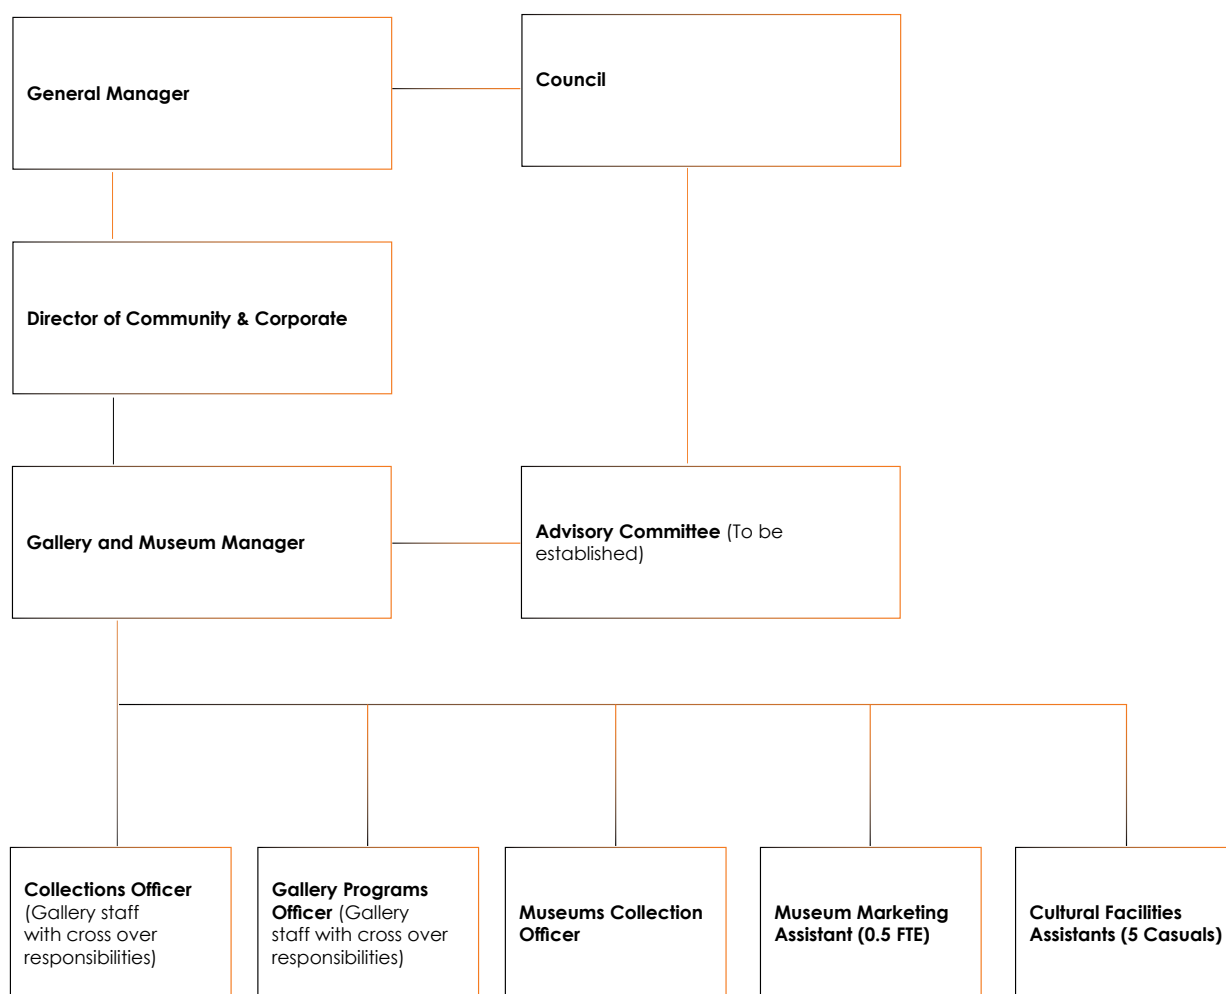 General Manager
Council
Director of Community & Corporate
Gallery and Museum Manager
Advisory Committee (To be
established)
Collections Officer
(Gallery staff
with cross over
responsibilities)
Gallery Programs
Officer (Gallery
staff with cross over
responsibilities)
Museums Collection
Officer
Museum Marketing
Assistant (0.5 FTE)
Cultural Facilities
Assistants (5 Casuals)